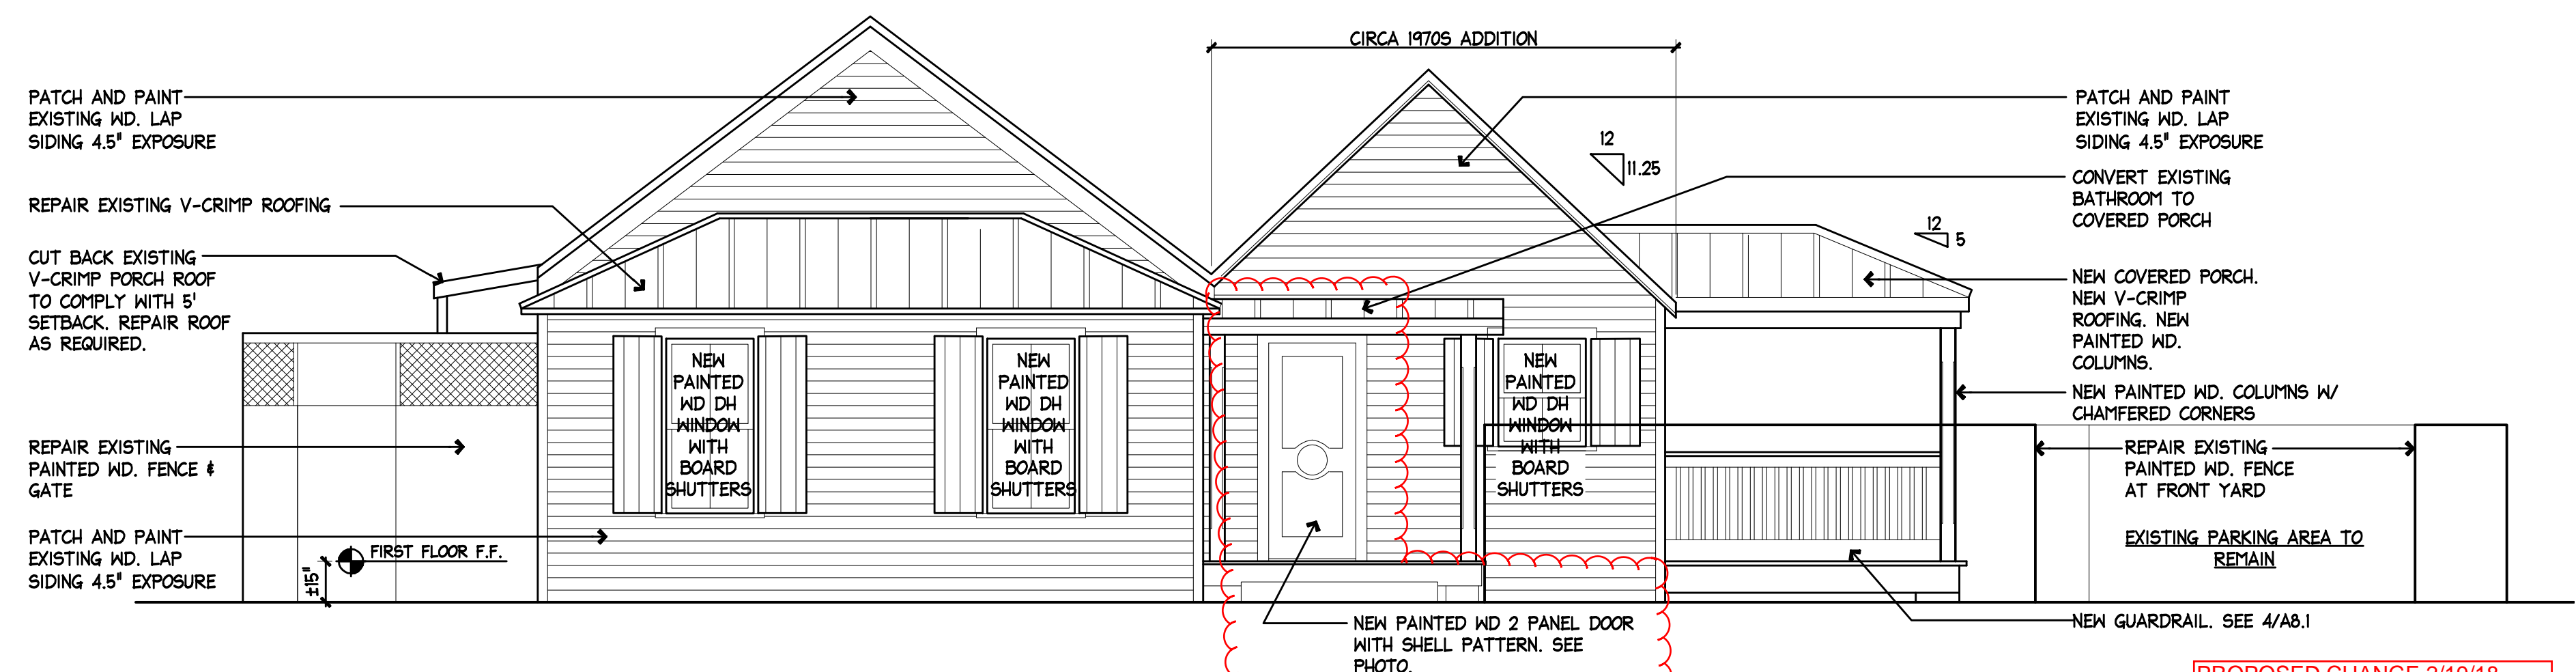 CIRCA 1970S ADDITION
PATCH AND PAINT
EXISTING WD. LAP
SIDING 4.5" EXPOSURE
REPAIR EXISTING V-CRIMP ROOFING
CUT BACK EXISTING
V-CRIMP PORCH ROOF
TO COMPLY WITH 5'
SETBACK. REPAIR ROOF
AS REQUIRED.
REPAIR EXISTING
PAINTED WD. FENCE &
GATE
PATCH AND PAINT
EXISTING WD. LAP
SIDING 4.5" EXPOSURE
FIRST FLOOR F.F.
±15"
NEW
PAINTED
WD DH
WINDOW
WITH
BOARD
SHUTTERS
NEW
PAINTED
WD DH
WINDOW
WITH
BOARD
SHUTTERS
NEW
PAINTED
WD DH
WINDOW
WITH
BOARD
SHUTTERS
12
11.25
12
5
PATCH AND PAINT
EXISTING WD. LAP
SIDING 4.5" EXPOSURE
CONVERT EXISTING
BATHROOM TO
COVERED PORCH
NEW COVERED PORCH.
NEW V-CRIMP
ROOFING. NEW
PAINTED WD.
COLUMNS.
NEW PAINTED WD. COLUMNS W/
CHAMFERED CORNERS
REPAIR EXISTING
PAINTED WD. FENCE
AT FRONT YARD
EXISTING PARKING AREA TO
REMAIN
NEW GUARDRAIL. SEE 4/A8.1
NEW PAINTED WD 2 PANEL DOOR
WITH SHELL PATTERN. SEE
PHOTO.
PROPOSED CHANGE